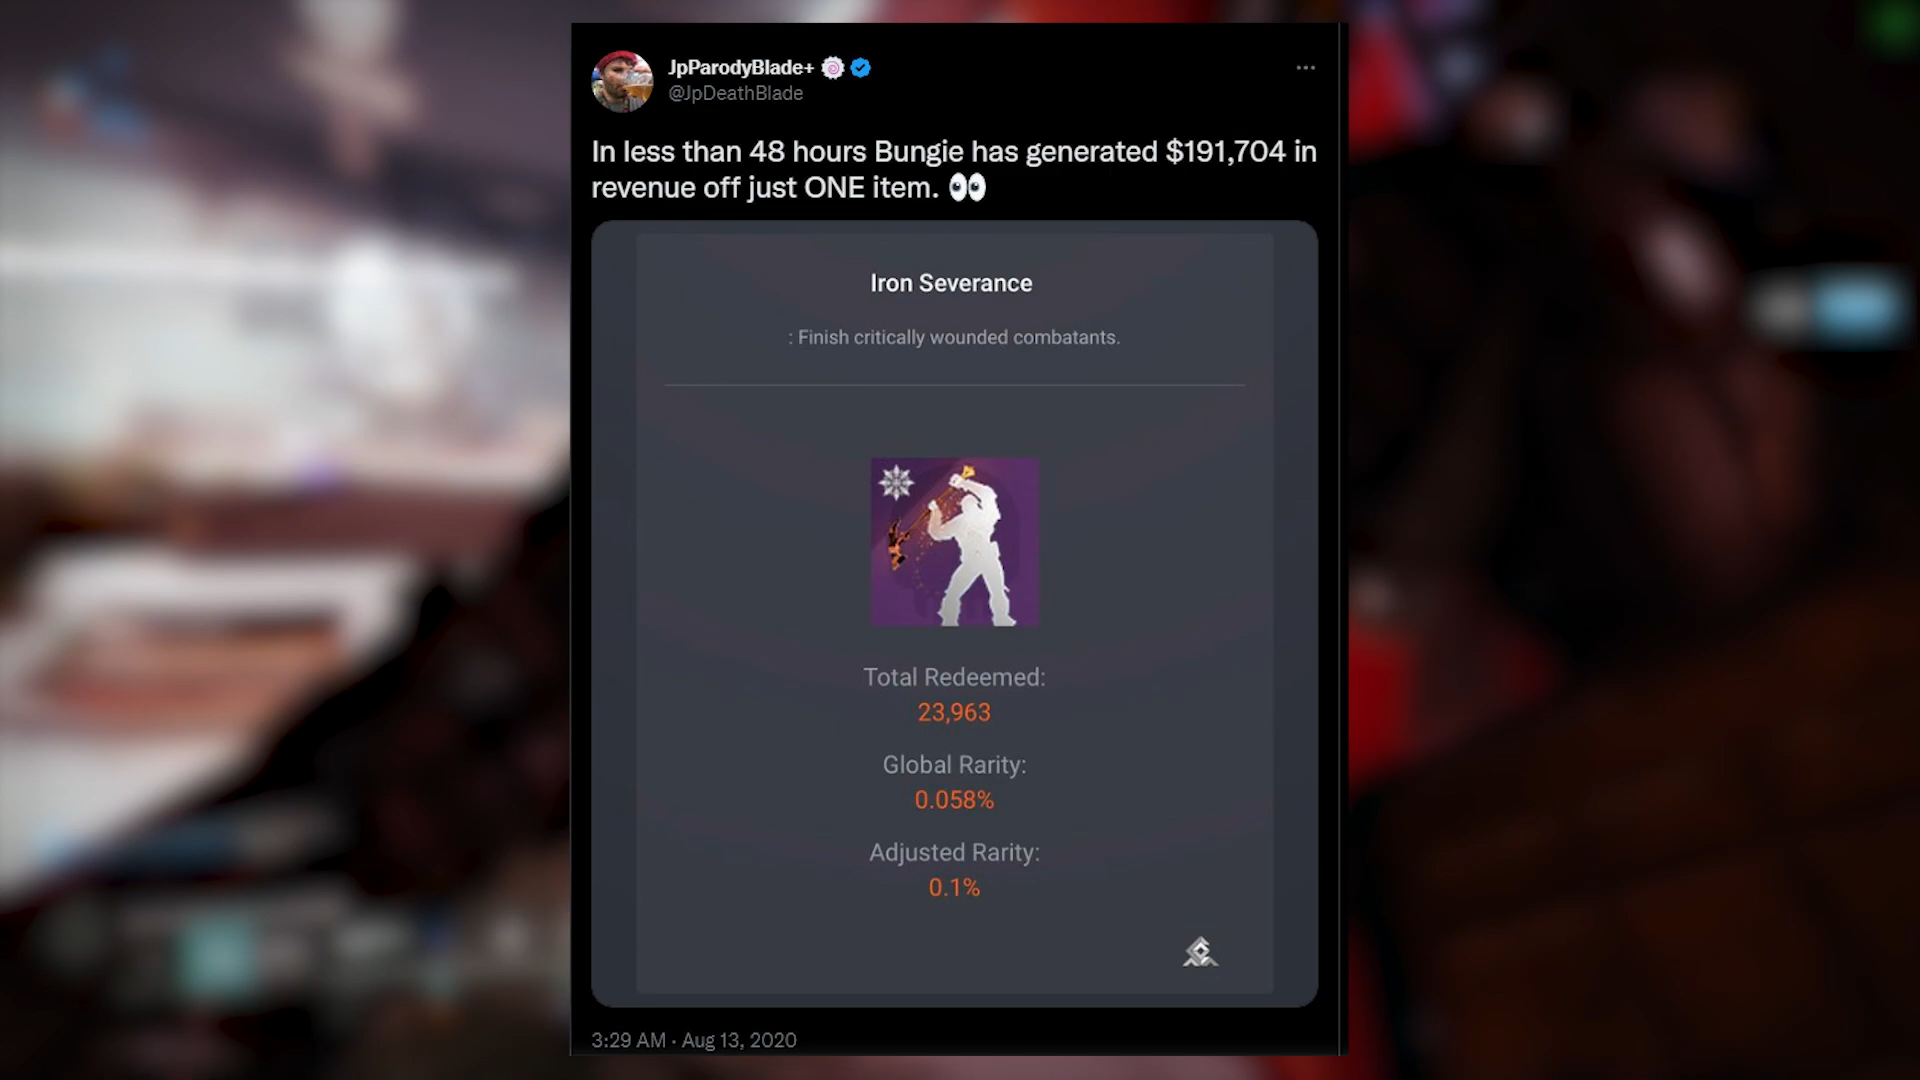 JpParodyBlade+
@JpDeathBlade
In less than 48 hours Bungie has generated $191,704 in
revenue off just ONE item. 👀
Iron Severance
: Finish critically wounded combatants.
Total Redeemed:
23,963
Global Rarity:
0.058%
Adjusted Rarity:
0.1%
3:29 AM · Aug 13, 2020